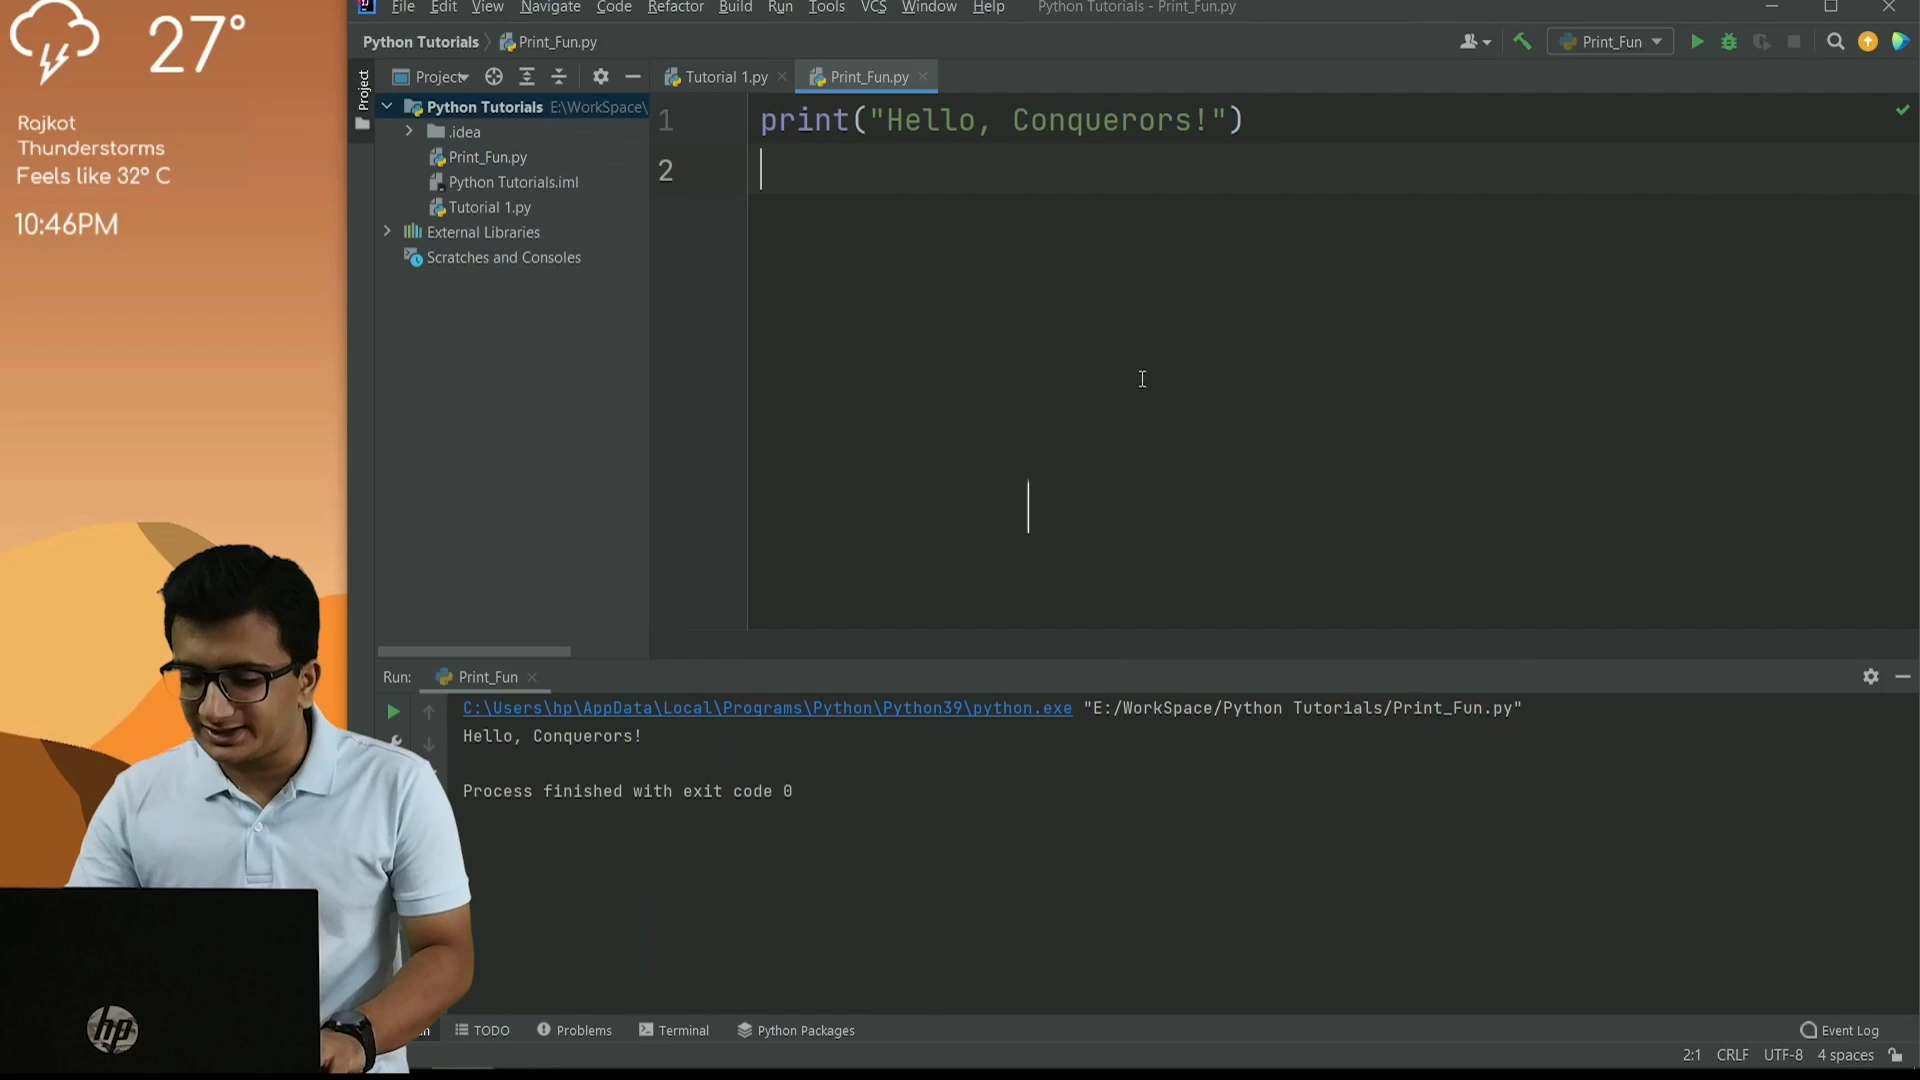 27°
Rajkot
Thunderstorms
Feels like 32° C
10:46PM
File Edit View Navigate Code Refactor Build Run Tools VCS Window Help Python Tutorials - Print_Fun.py
Python Tutorials Print_Fun.py Print_Fun
Project Project Tutorial 1.py Print_Fun.py
Python Tutorials E:\WorkSpace\
.idea
Print_Fun.py
Python Tutorials.iml
Tutorial 1.py
External Libraries
Scratches and Consoles
1 print("Hello, Conquerors!")
2
Run: Print_Fun
C:\Users\hp\AppData\Local\Programs\Python\Python39\python.exe "E:/WorkSpace/Python Tutorials/Print_Fun.py"
Hello, Conquerors!
Process finished with exit code 0
hp
TODO Problems Terminal Python Packages Event Log
2:1 CRLF UTF-8 4 spaces